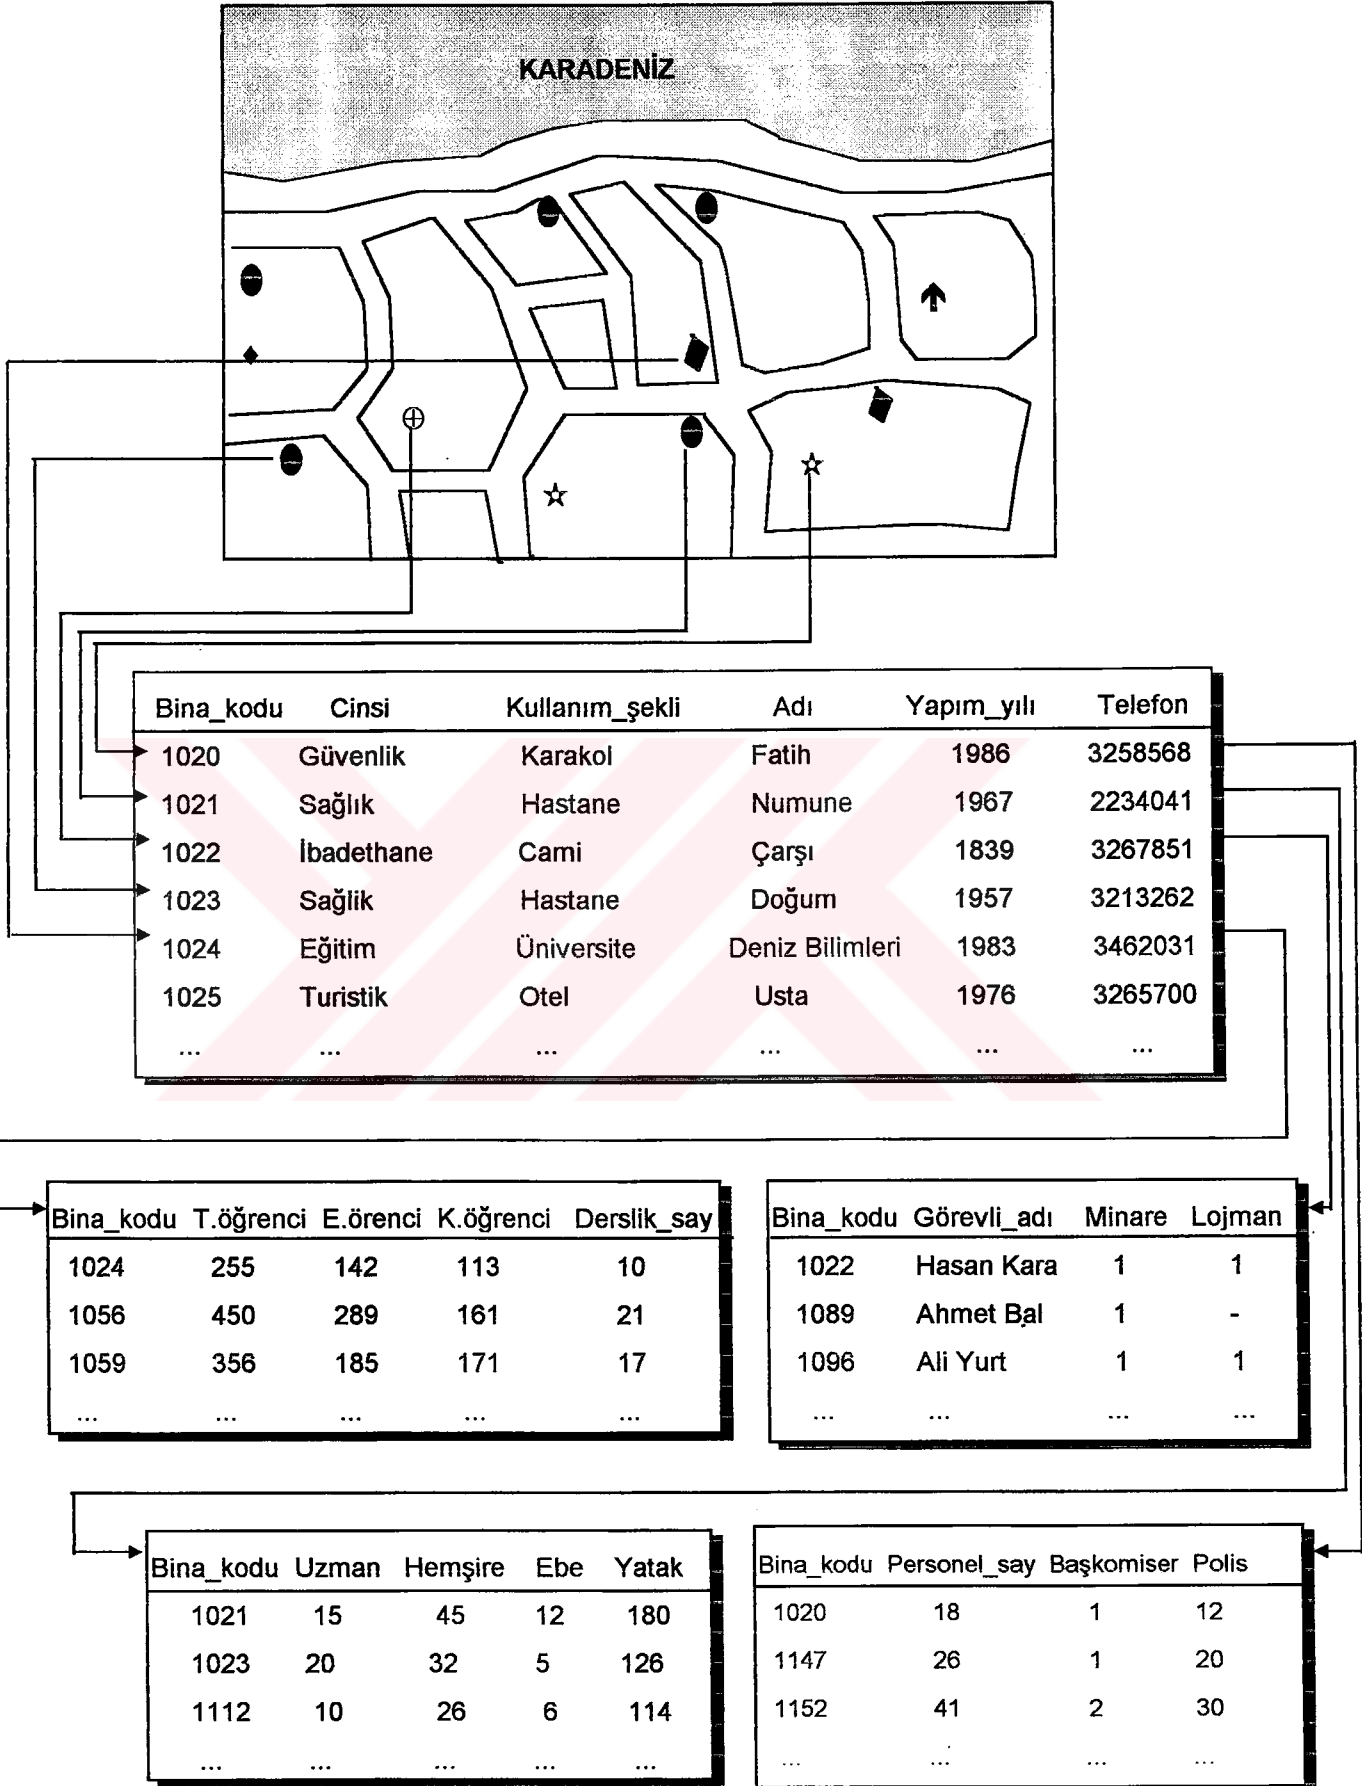 KARADENİZ
Bina_kodu Cinsi Kullanım_şekli Adı Yapım_yılı Telefon
1020 Güvenlik Karakol Fatih 1986 3258568
1021 Sağlık Hastane Numune 1967 2234041
1022 İbadethane Cami Çarşı 1839 3267851
1023 Sağlik Hastane Doğum 1957 3213262
1024 Eğitim Üniversite Deniz Bilimleri 1983 3462031
1025 Turistik Otel Usta 1976 3265700
... ... ... ... ... ...
Bina_kodu T.öğrenci E.örenci K.öğrenci Derslik_say
1024 255 142 113 10
1056 450 289 161 21
1059 356 185 171 17
... ... ... ... ...
Bina_kodu Görevli_adı Minare Lojman
1022 Hasan Kara 1 1
1089 Ahmet Bal 1 -
1096 Ali Yurt 1 1
... ... ... ...
Bina_kodu Uzman Hemşire Ebe Yatak
1021 15 45 12 180
1023 20 32 5 126
1112 10 26 6 114
... ... ... ... ...
Bina_kodu Personel_say Başkomiser Polis
1020 18 1 12
1147 26 1 20
1152 41 2 30
... ... ... ...